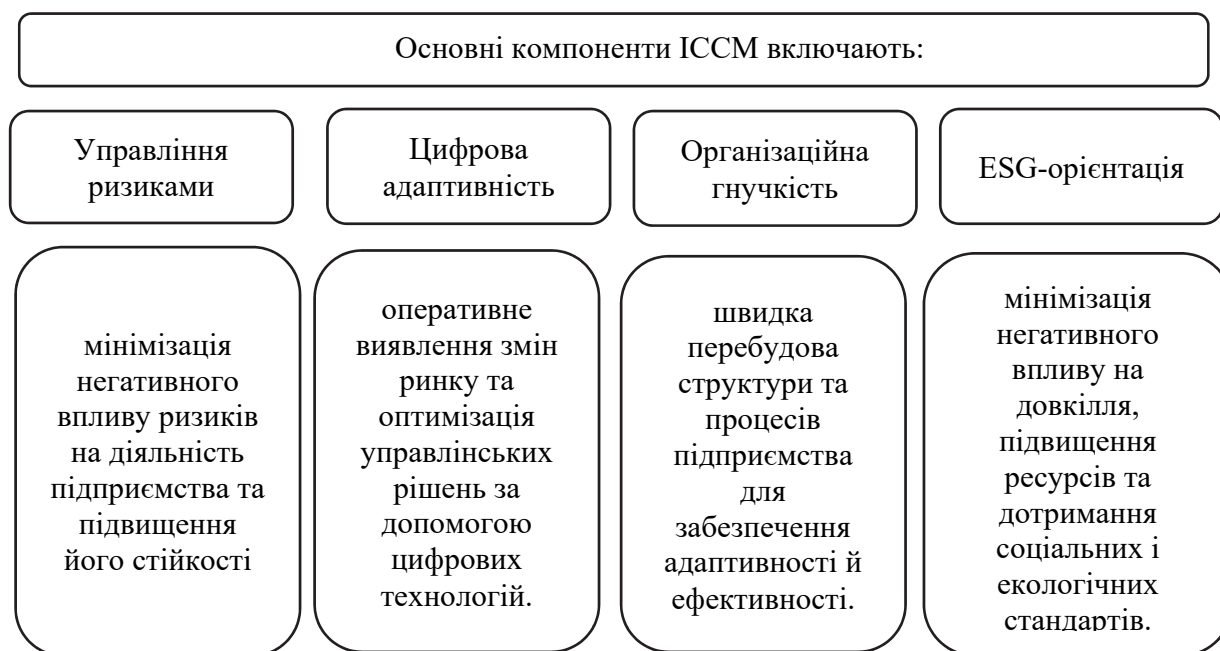 Основні компоненти ІССМ включають:
Управління
ризиками
Цифрова
адаптивність
Організаційна
гнучкість
ESG-орієнтація
мінімізація
негативного
впливу ризиків
на діяльність
підприємства та
підвищення
його стійкості
оперативне
виявлення змін
ринку та
оптимізація
управлінських
рішень за
допомогою
цифрових
технологій.
швидка
перебудова
структури та
процесів
підприємства
для
забезпечення
адаптивності й
ефективності.
мінімізація
негативного
впливу на
довкілля,
підвищення
ресурсів та
дотримання
соціальних і
екологічних
стандартів.